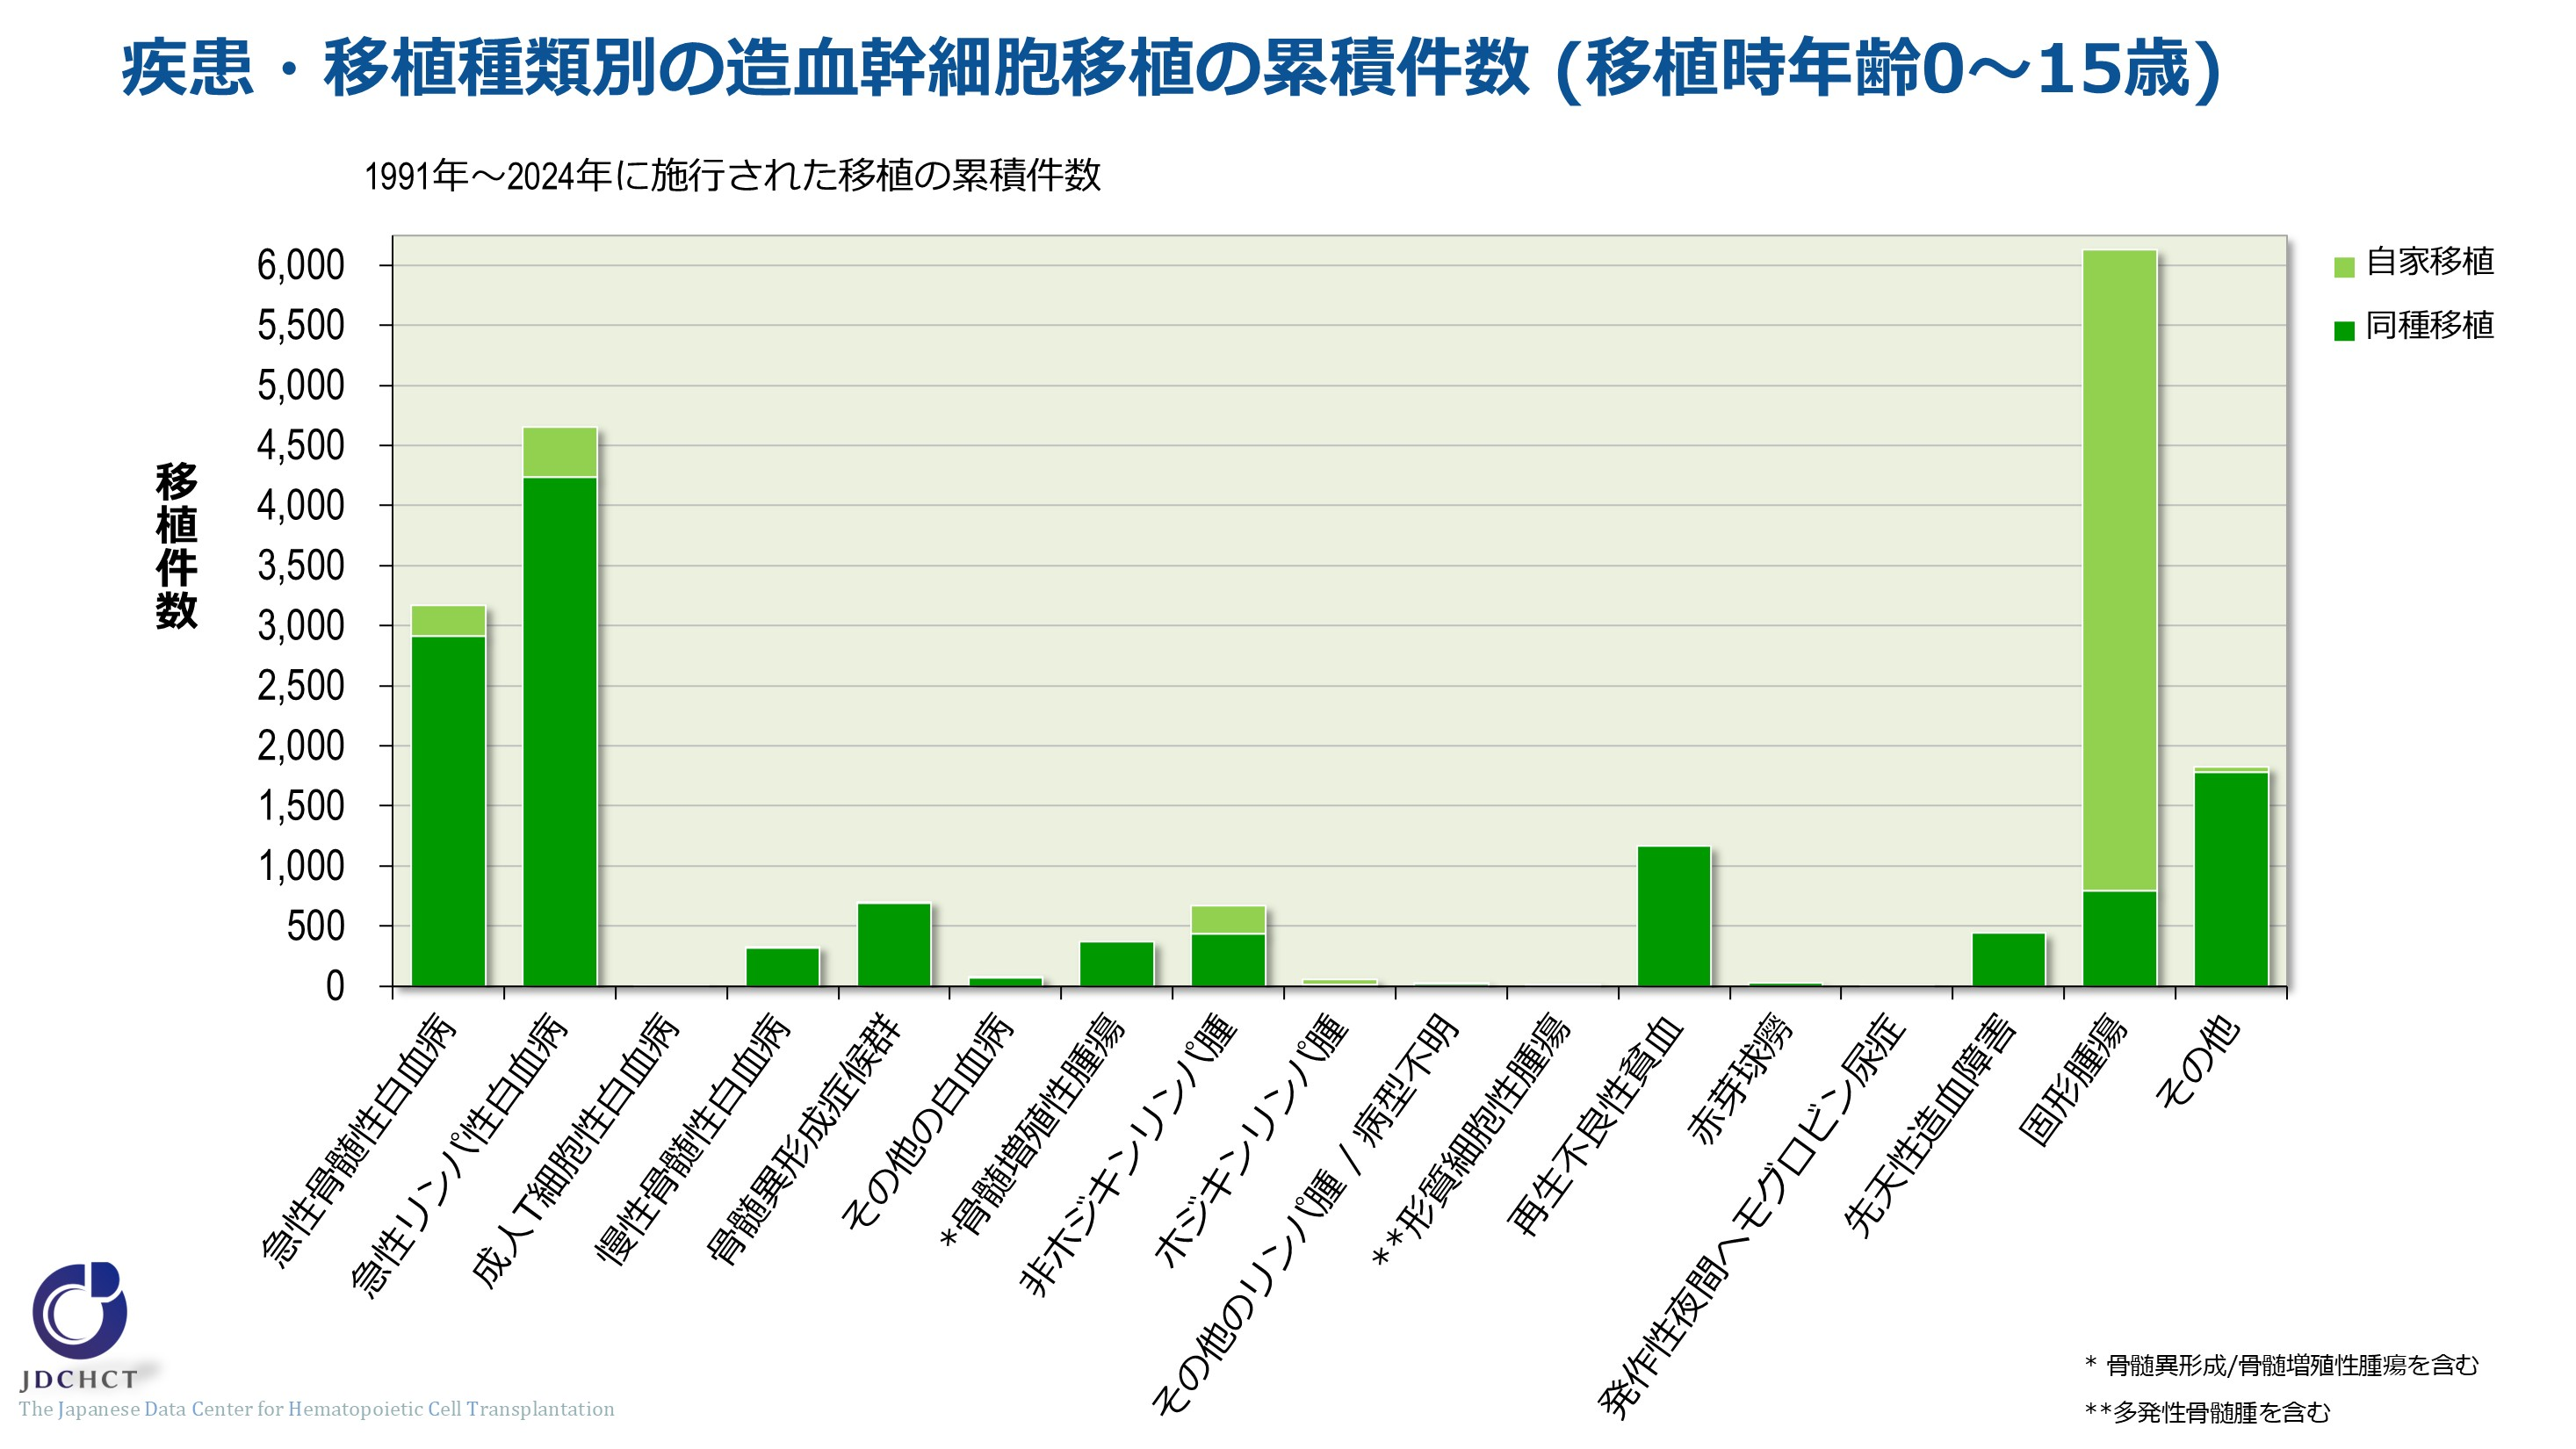 疾患・移植種類別の造血幹細胞移植の累積件数 (移植時年齢0～15歳)
1991年～2024年に施行された移植の累積件数
自家移植
同種移植
移植件数
6,000
5,500
5,000
4,500
4,000
3,500
3,000
2,500
2,000
1,500
1,000
500
0
急性骨髄性白血病
急性リンパ性白血病
成人T細胞性白血病
慢性骨髄性白血病
骨髄異形成症候群
その他の白血病
*骨髄増殖性腫瘍
非ホジキンリンパ腫
ホジキンリンパ腫
その他のリンパ腫 / 病型不明
**形質細胞性腫瘍
再生不良性貧血
赤芽球癆
発作性夜間ヘモグロビン尿症
先天性造血障害
固形腫瘍
その他
JDCHCT
The Japanese Data Center for Hematopoietic Cell Transplantation
* 骨髄異形成/骨髄増殖性腫瘍を含む
**多発性骨髄腫を含む